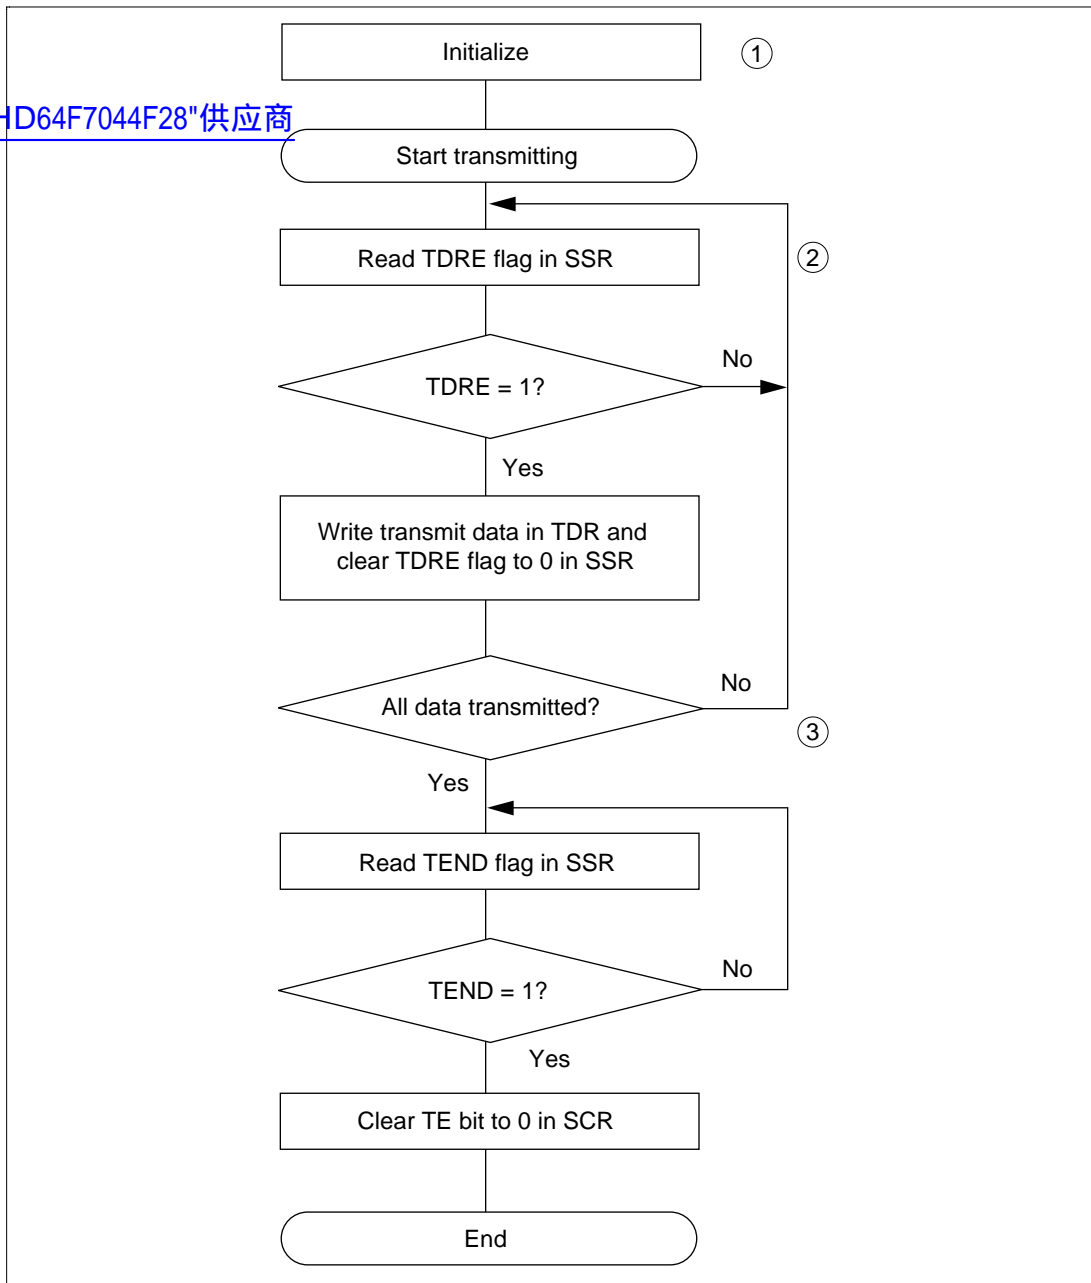 Initialize
①
HD64F7044F28"供应商
Start transmitting
Read TDRE flag in SSR
②
TDRE = 1?
No
Yes
Write transmit data in TDR and
clear TDRE flag to 0 in SSR
All data transmitted?
No
③
Yes
Read TEND flag in SSR
TEND = 1?
No
Yes
Clear TE bit to 0 in SCR
End